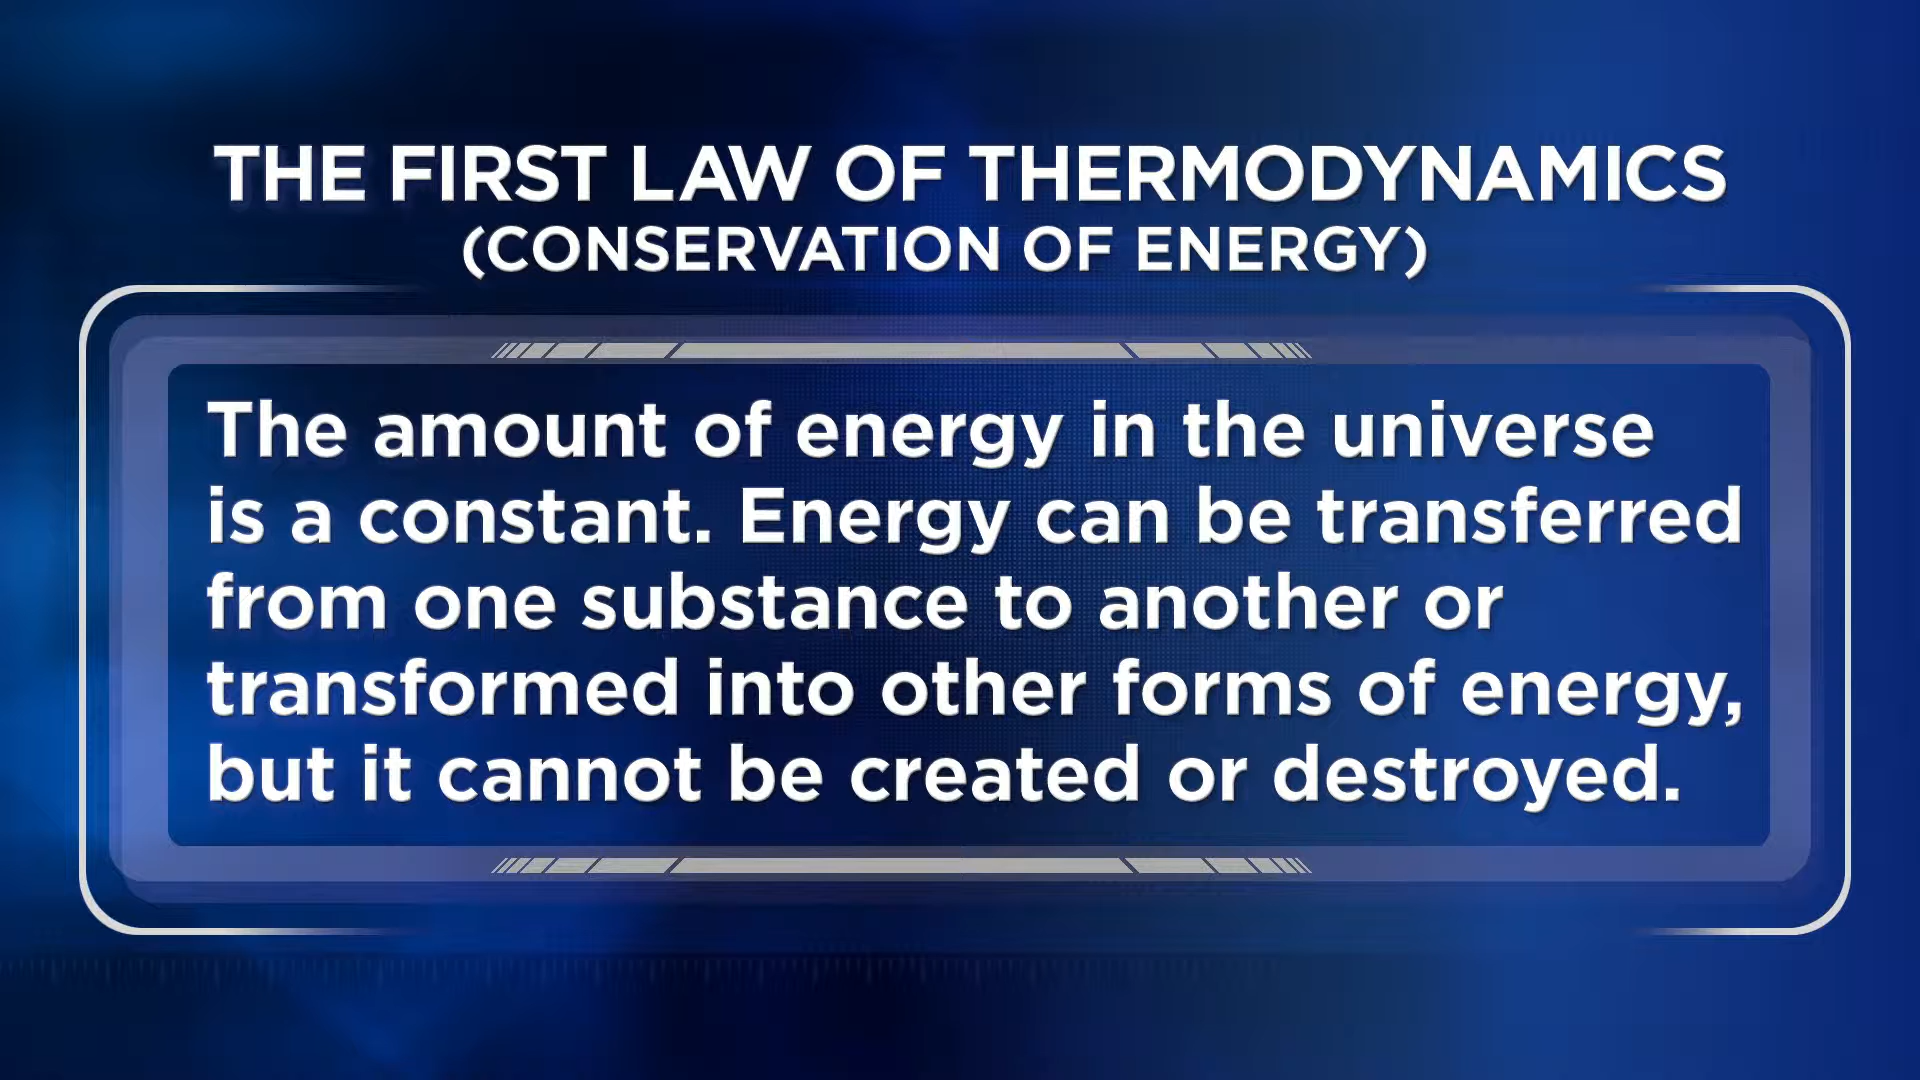 THE FIRST LAW OF THERMODYNAMICS
(CONSERVATION OF ENERGY)
The amount of energy in the universe
is a constant. Energy can be transferred
from one substance to another or
transformed into other forms of energy,
but it cannot be created or destroyed.